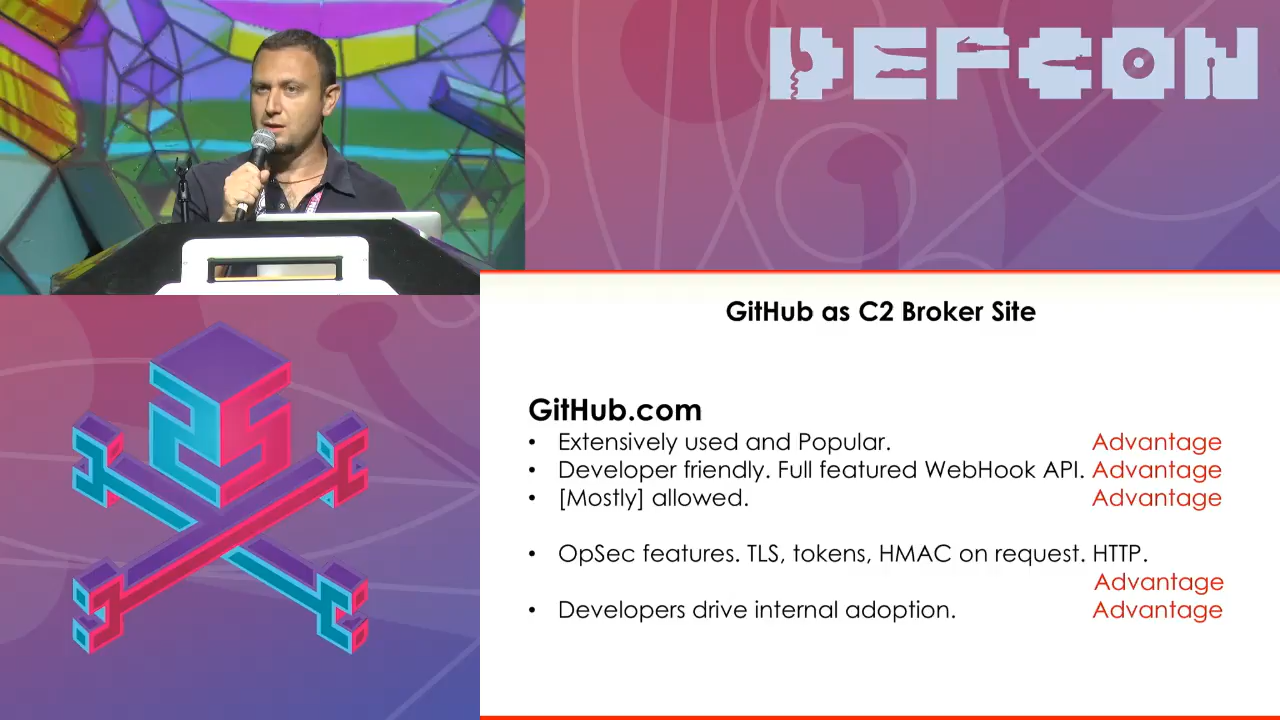 DEFCON
GitHub as C2 Broker Site
GitHub.com
• Extensively used and Popular. Advantage
• Developer friendly. Full featured WebHook API. Advantage
• [Mostly] allowed. Advantage
• OpSec features. TLS, tokens, HMAC on request. HTTP.
Advantage
• Developers drive internal adoption. Advantage
25